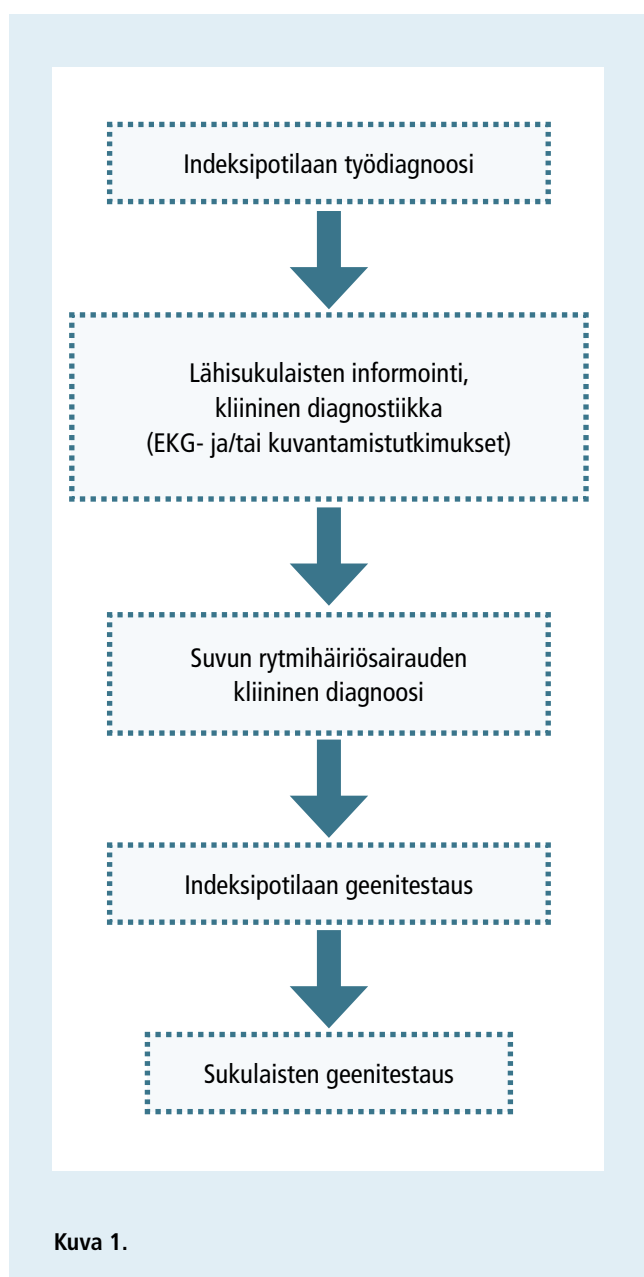 Indeksipotilaan työdiagnoosi
Lähisukulaisten informointi,
kliininen diagnostiikka
(EKG- ja/tai kuvantamistutkimukset)
Suvun rytmihäiriösairauden
kliininen diagnoosi
Indeksipotilaan geenitestaus
Sukulaisten geenitestaus
Kuva 1.